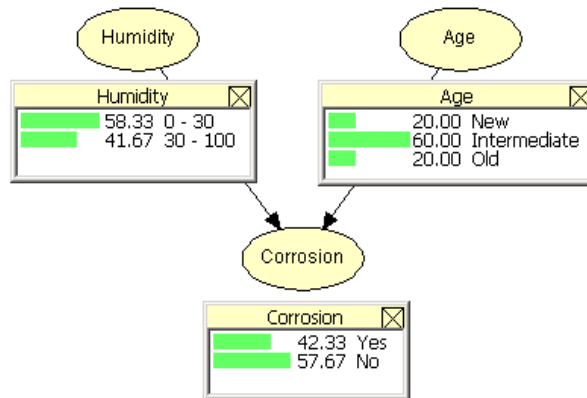 Humidity
Age
Humidity
58.33 0 - 30
41.67 30 - 100
Age
20.00 New
60.00 Intermediate
20.00 Old
Corrosion
Corrosion
42.33 Yes
57.67 No